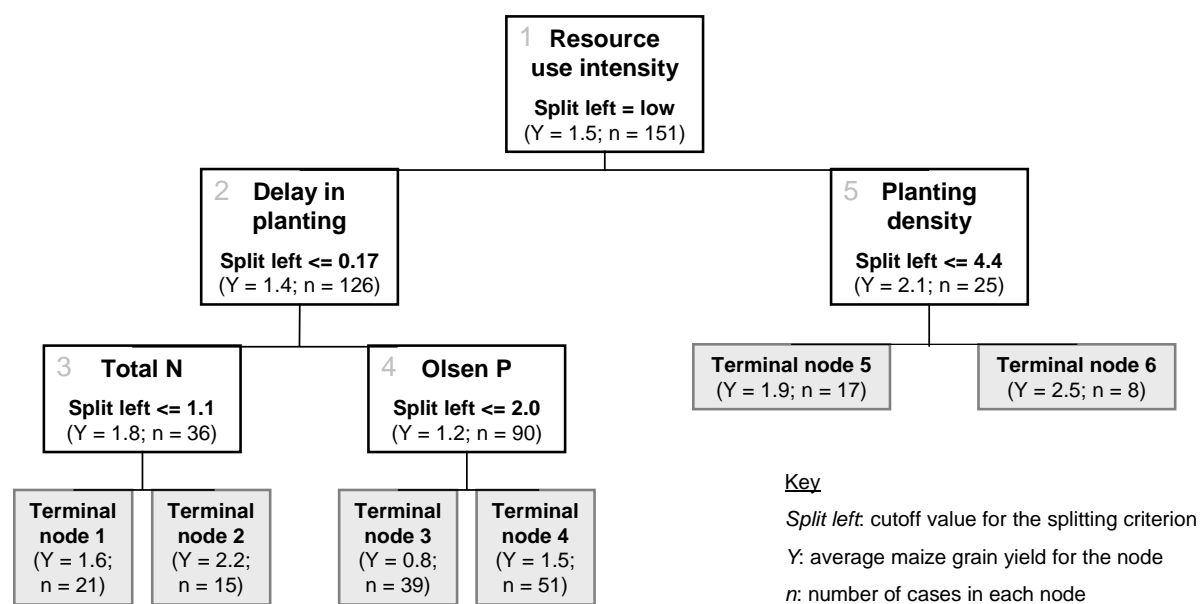 1 Resource
use intensity
Split left = low
(Y = 1.5; n = 151)
2 Delay in
planting
Split left <= 0.17
(Y = 1.4; n = 126)
5 Planting
density
Split left <= 4.4
(Y = 2.1; n = 25)
3 Total N
Split left <= 1.1
(Y = 1.8; n = 36)
4 Olsen P
Split left <= 2.0
(Y = 1.2; n = 90)
Terminal node 5
(Y = 1.9; n = 17)
Terminal node 6
(Y = 2.5; n = 8)
Terminal
node 1
(Y = 1.6;
n = 21)
Terminal
node 2
(Y = 2.2;
n = 15)
Terminal
node 3
(Y = 0.8;
n = 39)
Terminal
node 4
(Y = 1.5;
n = 51)
Key
Split left: cutoff value for the splitting criterion
Y: average maize grain yield for the node
n: number of cases in each node